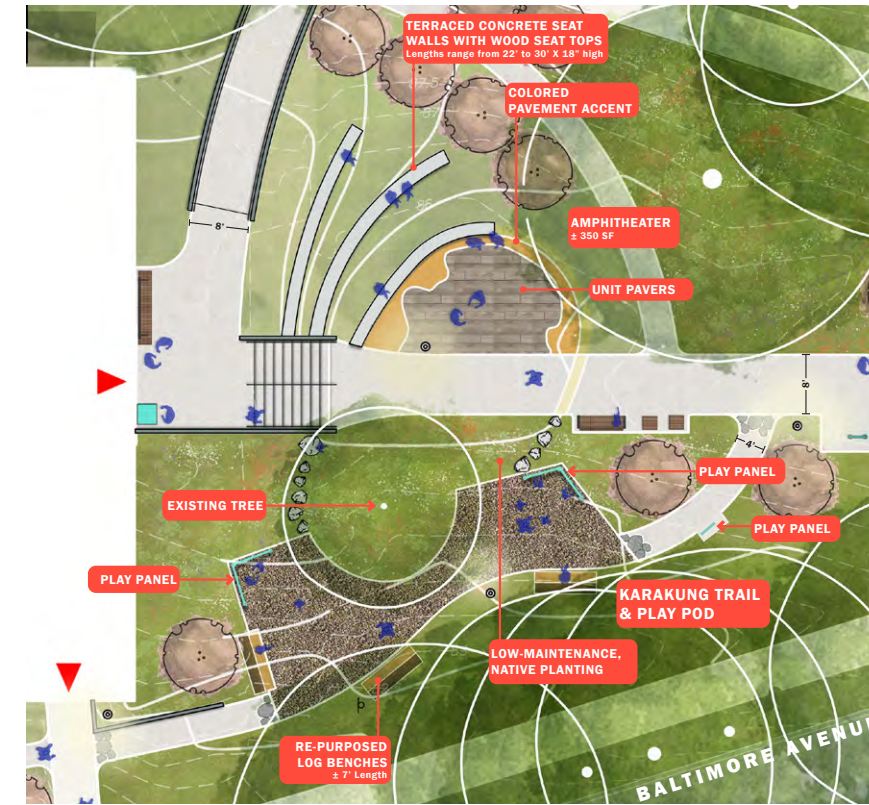 TERRACED CONCRETE SEAT
WALLS WITH WOOD SEAT TOPS
Lengths range from 22' to 30' X 18" high
COLORED
PAVEMENT ACCENT
AMPHITHEATER
± 350 SF
UNIT PAVERS
8'
8'
4'
PLAY PANEL
EXISTING TREE
PLAY PANEL
PLAY PANEL
KARAKUNG TRAIL
& PLAY POD
LOW-MAINTENANCE,
NATIVE PLANTING
RE-PURPOSED
LOG BENCHES
± 7' Length
BALTIMORE AVENU